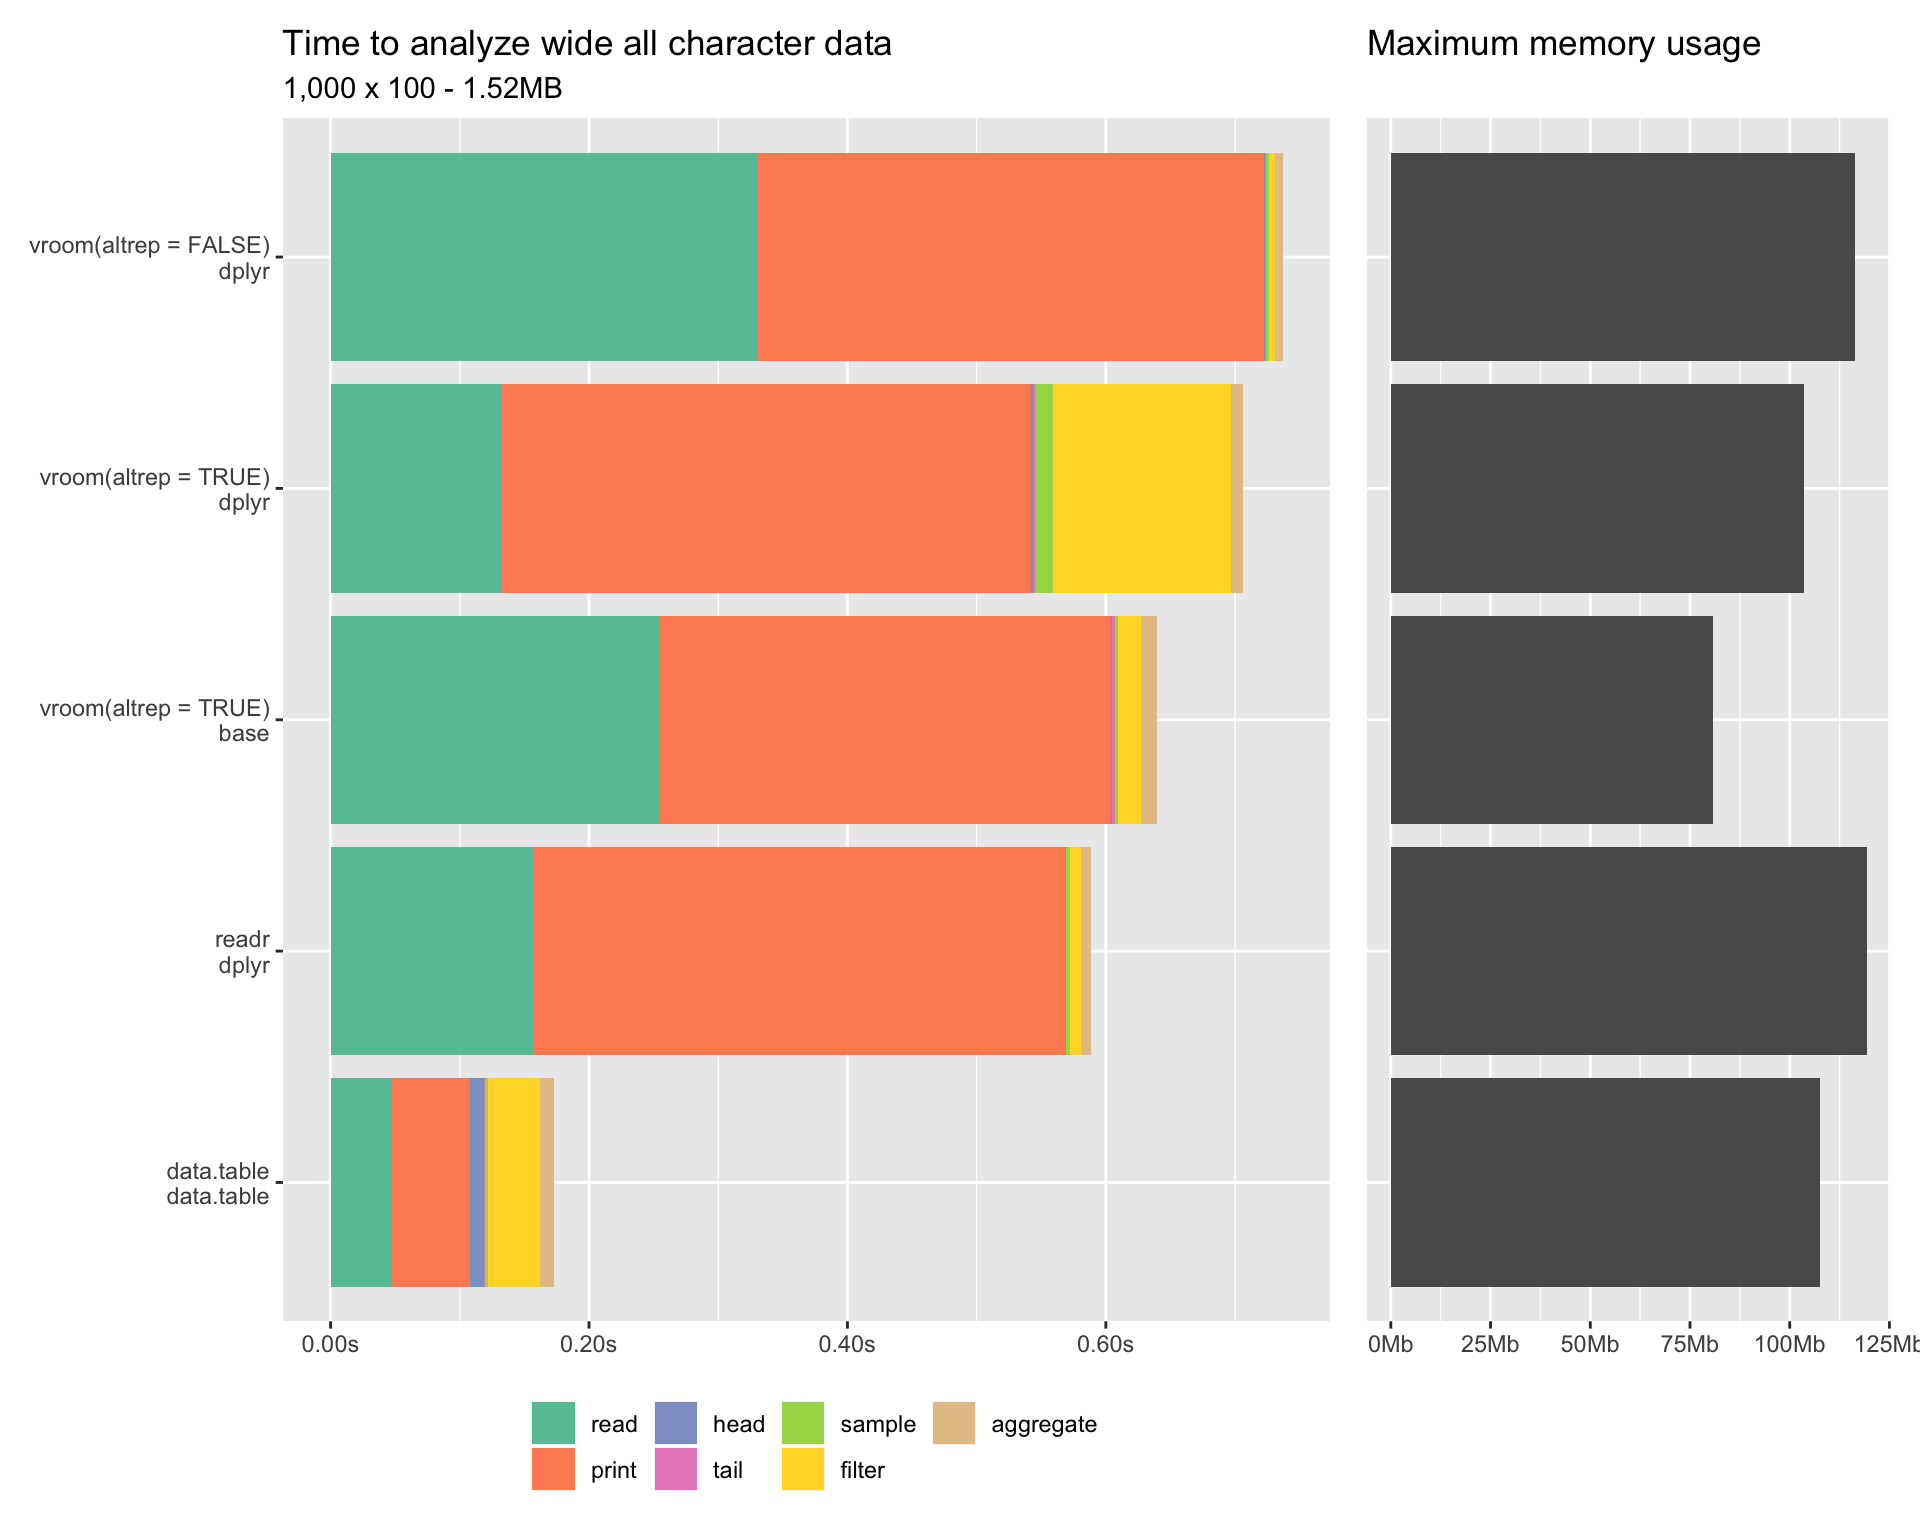 Time to analyze wide all character data
1,000 x 100 - 1.52MB
Maximum memory usage
vroom(altrep = FALSE)
dplyr
vroom(altrep = TRUE)
dplyr
vroom(altrep = TRUE)
base
readr
dplyr
data.table
data.table
0.00s 0.20s 0.40s 0.60s
0Mb 25Mb 50Mb 75Mb 100Mb 125Mb
read head sample aggregate
print tail filter